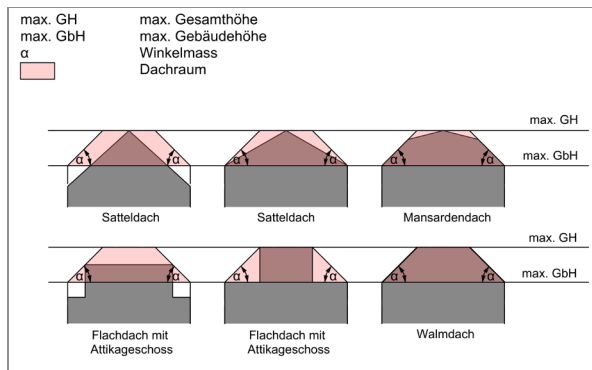 max. GH max. Gesamthöhe
max. GbH max. Gebäudehöhe
α Winkelmass
Dachraum
max. GH
α α α α α α max. GbH
Satteldach Satteldach Mansardendach
max. GH
α α α α α α max. GbH
Flachdach mit Flachdach mit Walmdach
Attikageschoss Attikageschoss